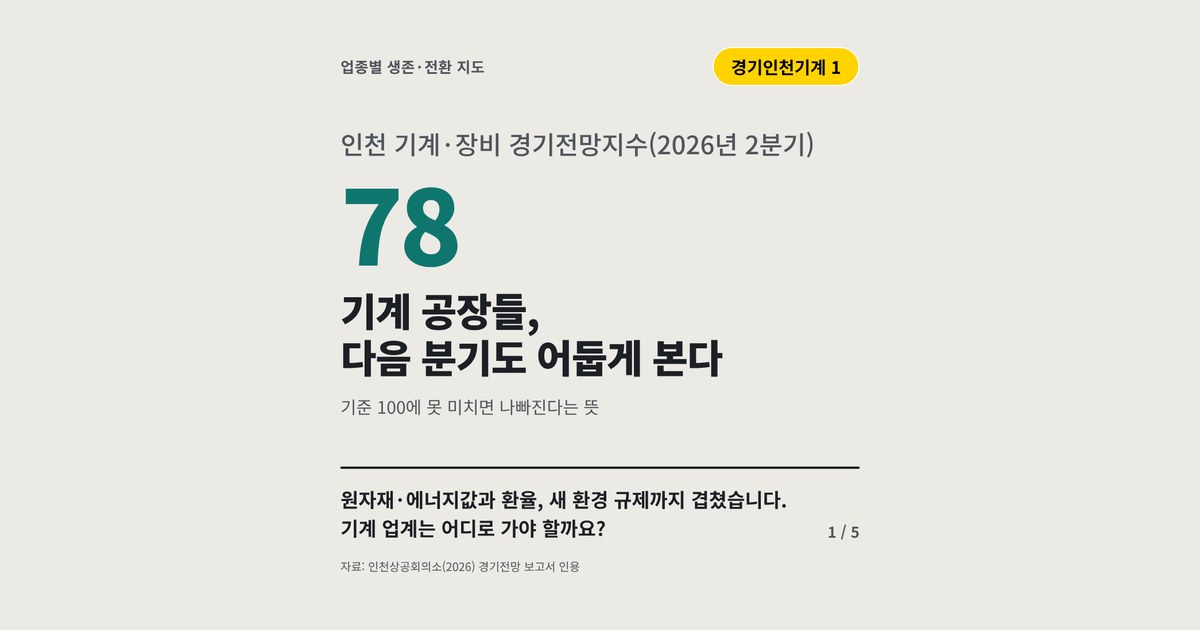 업종별 생존·전환 지도
경기인천기계 1
인천 기계·장비 경기전망지수(2026년 2분기)
78
기계 공장들,
다음 분기도 어둡게 본다
기준 100에 못 미치면 나빠진다는 뜻
원자재·에너지값과 환율, 새 환경 규제까지 겹쳤습니다.
기계 업계는 어디로 가야 할까요?
1 / 5
자료: 인천상공회의소(2026) 경기전망 보고서 인용